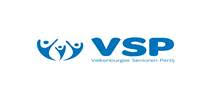 VSP
Valkenburgse Senioren Partij